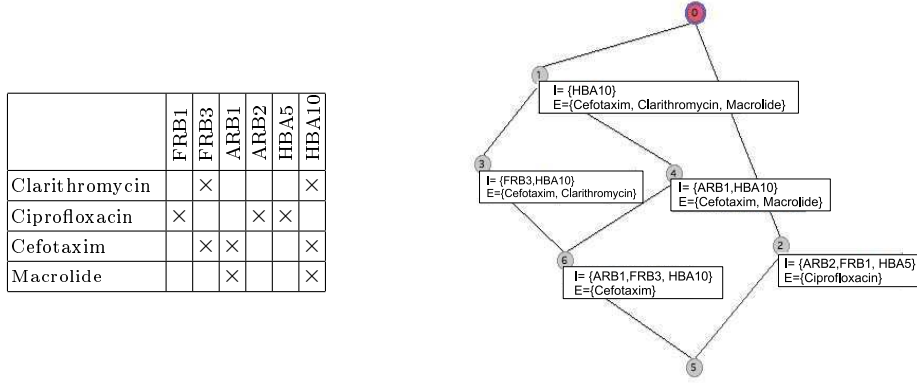 FRB1 FRB3 ARB1 ARB2 HBA5 HBA10
Clarithromycin × ×
Ciprofloxacin × × ×
Cefotaxim × × ×
Macrolide × ×
0
1
I= {HBA10}
E={Cefotaxim, Clarithromycin, Macrolide}
3
I= {FRB3,HBA10}
E={Cefotaxim, Clarithromycin}
4
I= {ARB1,HBA10}
E={Cefotaxim, Macrolide}
2
I= {ARB2,FRB1, HBA5}
E={Ciprofloxacin}
6
I= {ARB1,FRB3, HBA10}
E={Cefotaxim}
5